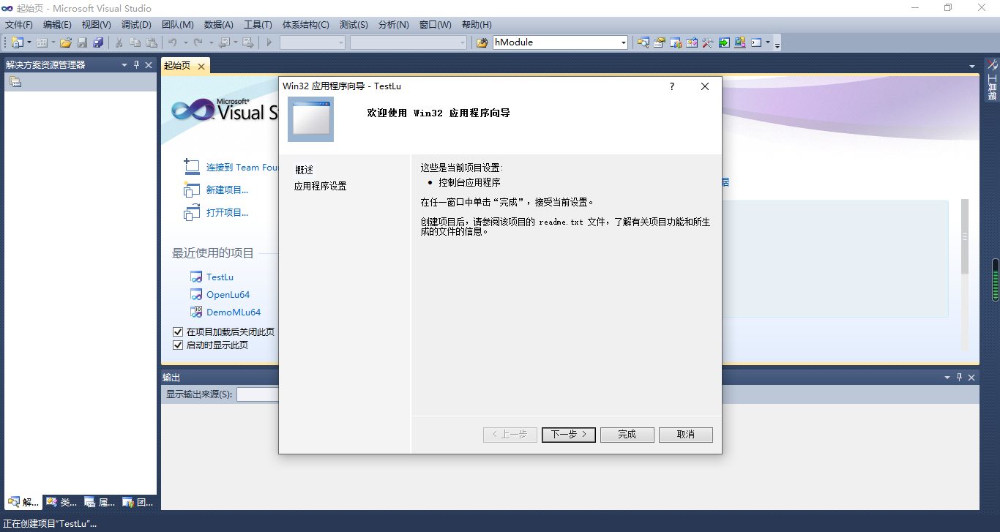 起始页 - Microsoft Visual Studio
文件(F) 编辑(E) 视图(V) 调试(D) 团队(M) 数据(A) 工具(T) 体系结构(C) 测试(S) 分析(N) 窗口(W) 帮助(H)
hModule
解决方案资源管理器
起始页
工具箱
Microsoft®
Visual S
连接到 Team Fou
新建项目...
打开项目...
最近使用的项目
TestLu
OpenLu64
DemoMLu64
在项目加载后关闭此页
启动时显示此页
居
Win32 应用程序向导 - TestLu
?
欢迎使用 Win32 应用程序向导
概述
应用程序设置
这些是当前项目设置:
• 控制台应用程序
在任一窗口中单击“完成”，接受当前设置。
创建项目后，请参阅该项目的 readme.txt 文件，了解有关项目功能和所生
成的文件的信息。
< 上一步 下一步 > 完成 取消
输出
显示输出来源(S):
解... 类... 属... 团...
正在创建项目“TestLu”...